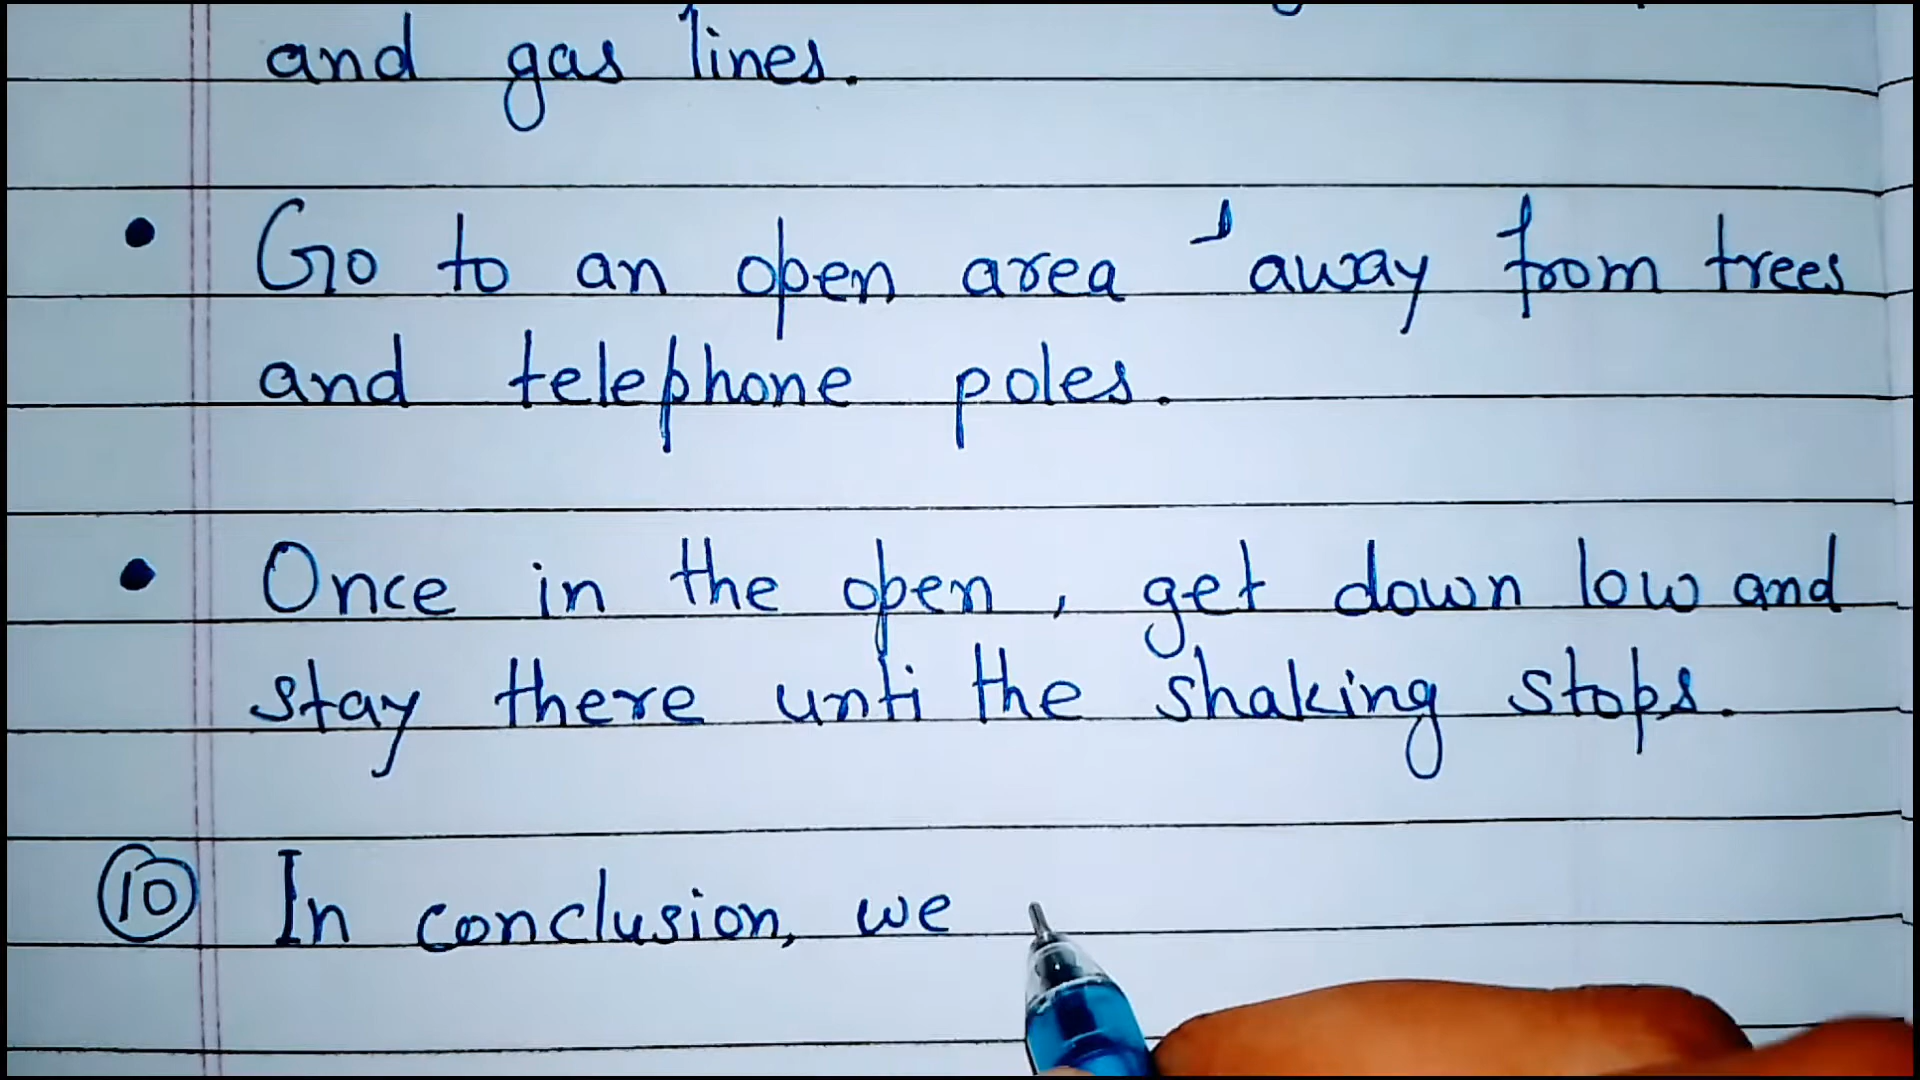 and gas lines.
• Go to an open area away from trees
and telephone poles.
• Once in the open, get down low and
stay there unti the shaking stops.
10 In conclusion, we